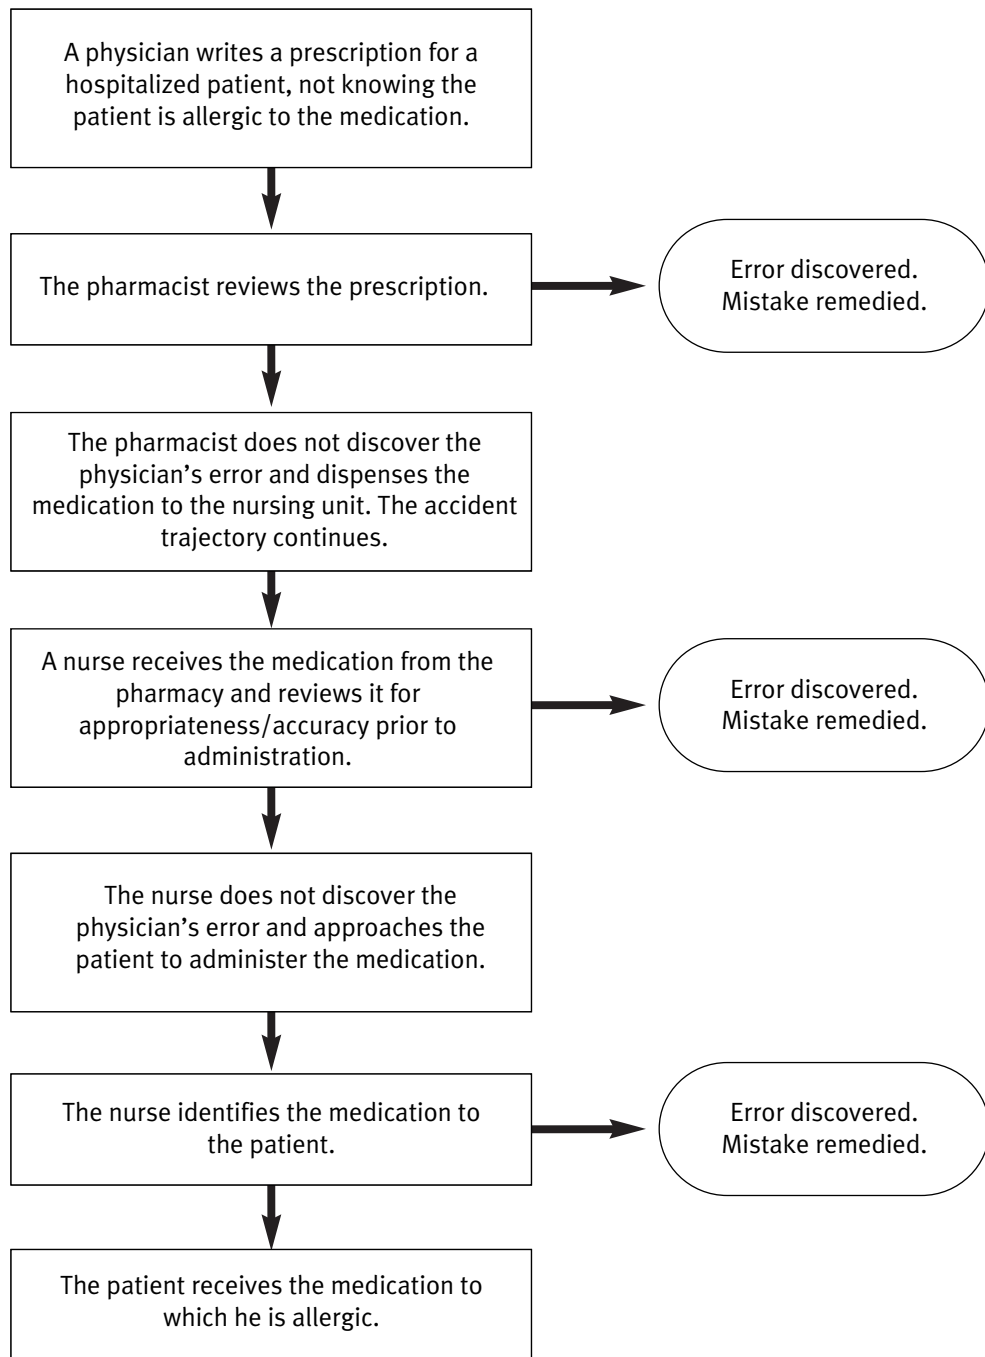 A physician writes a prescription for a
hospitalized patient, not knowing the
patient is allergic to the medication.
The pharmacist reviews the prescription.
Error discovered.
Mistake remedied.
The pharmacist does not discover the
physician’s error and dispenses the
medication to the nursing unit. The accident
trajectory continues.
A nurse receives the medication from the
pharmacy and reviews it for
appropriateness/accuracy prior to
administration.
Error discovered.
Mistake remedied.
The nurse does not discover the
physician’s error and approaches the
patient to administer the medication.
The nurse identifies the medication to
the patient.
Error discovered.
Mistake remedied.
The patient receives the medication to
which he is allergic.